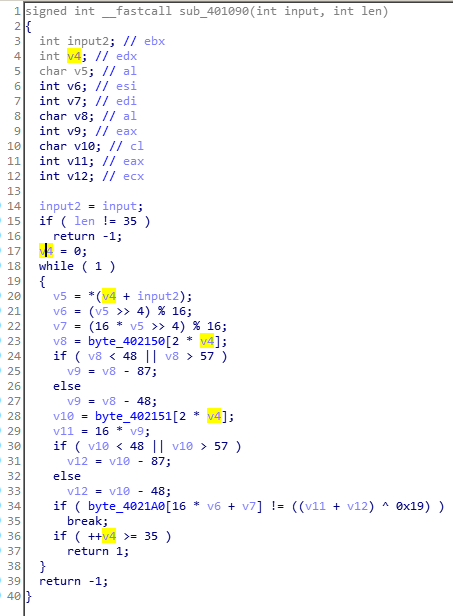 1 signed int __fastcall sub_401090(int input, int len)
2 {
3 int input2; // ebx
4 int v4; // edx
5 char v5; // al
6 int v6; // esi
7 int v7; // edi
8 char v8; // al
9 int v9; // eax
10 char v10; // cl
11 int v11; // eax
12 int v12; // ecx
13
14 input2 = input;
15 if ( len != 35 )
16 return -1;
17 v4 = 0;
18 while ( 1 )
19 {
20 v5 = *(v4 + input2);
21 v6 = (v5 >> 4) % 16;
22 v7 = (16 * v5 >> 4) % 16;
23 v8 = byte_402150[2 * v4];
24 if ( v8 < 48 || v8 > 57 )
25 v9 = v8 - 87;
26 else
27 v9 = v8 - 48;
28 v10 = byte_402151[2 * v4];
29 v11 = 16 * v9;
30 if ( v10 < 48 || v10 > 57 )
31 v12 = v10 - 87;
32 else
33 v12 = v10 - 48;
34 if ( byte_4021A0[16 * v6 + v7] != ((v11 + v12) ^ 0x19) )
35 break;
36 if ( ++v4 >= 35 )
37 return 1;
38 }
39 return -1;
40 }